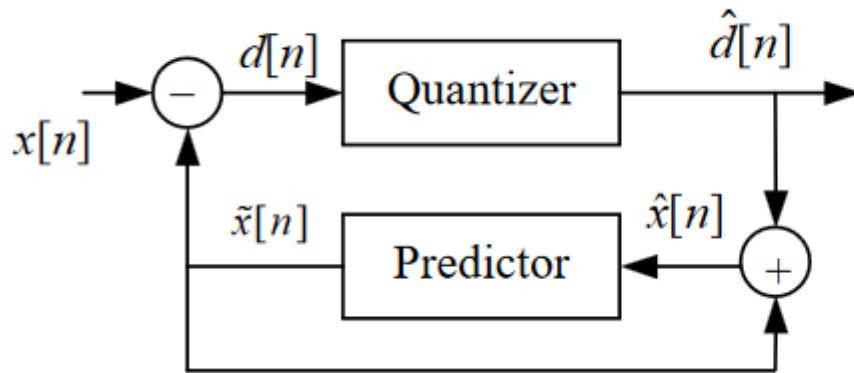 −
d[n]
Quantizer
d̂[n]
x[n]
x̃[n]
Predictor
x̂[n]
+